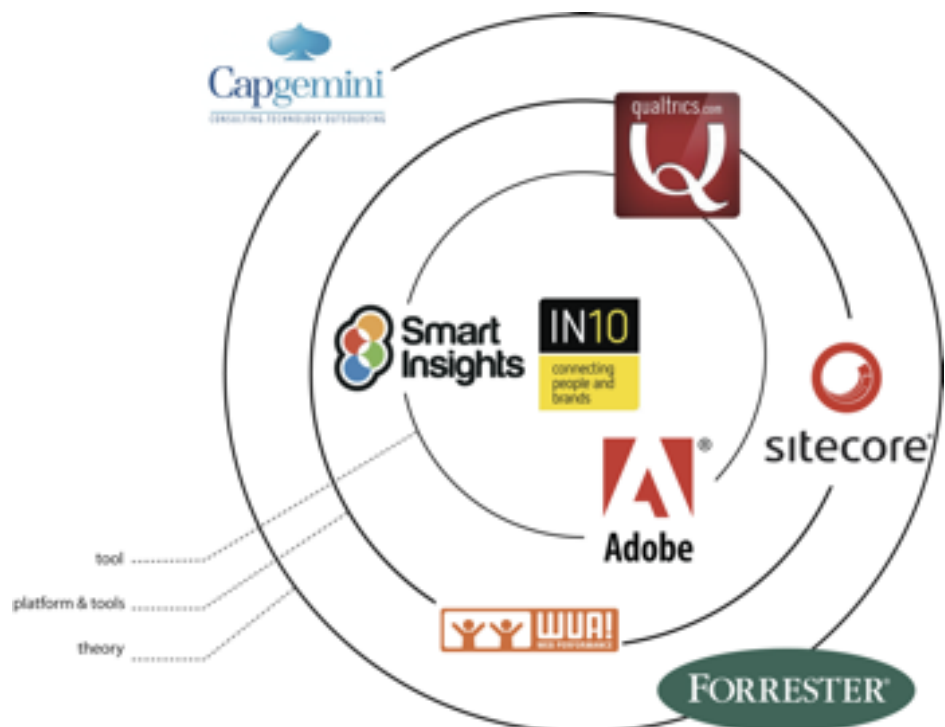 Capgemini
CONSULTING.TECHNOLOGY.OUTSOURCING
qualtrics.com
Q
Smart
Insights
IN10
connecting
people and
brands
sitecore
Adobe
®
tool
platform & tools
theory
WUA!
WEB PERFORMANCE
FORRESTER®